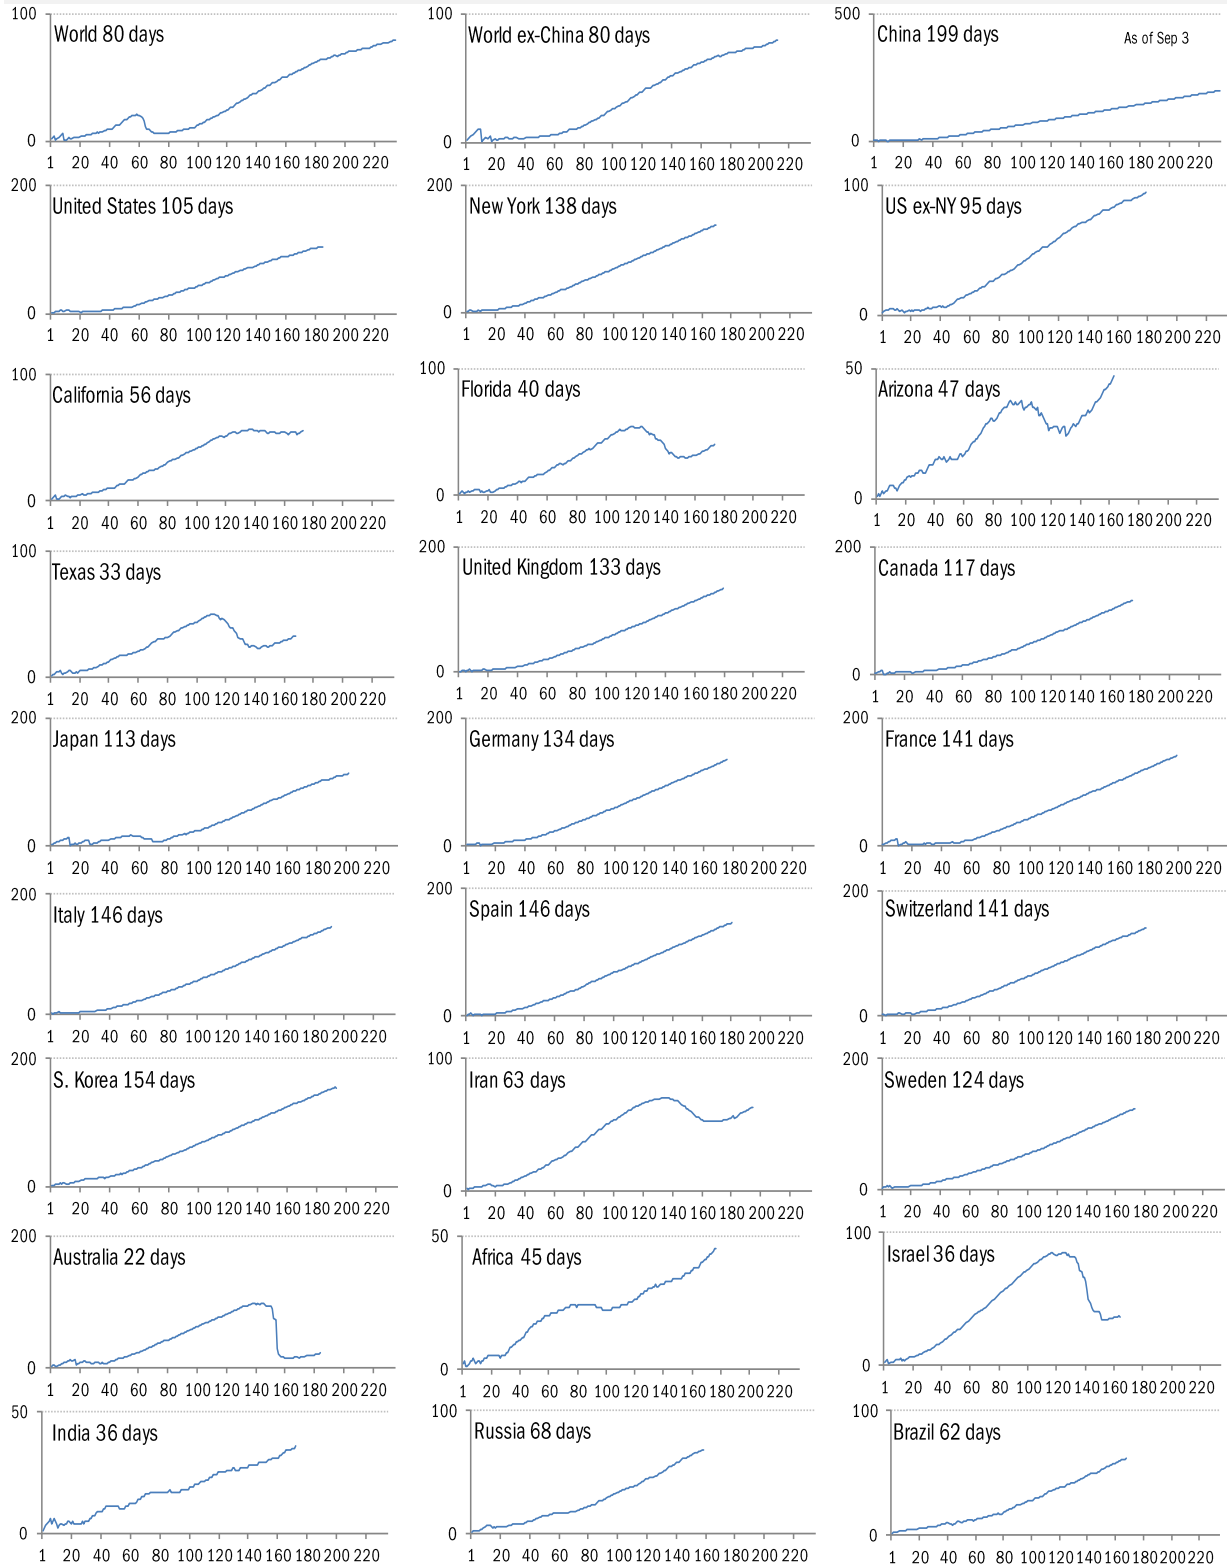 100
World 80 days
0
1 20 40 60 80 100 120 140 160 180 200 220
100
World ex-China 80 days
0
1 20 40 60 80 100 120 140 160 180 200 220
500
China 199 days
As of Sep 3
0
1 20 40 60 80 100 120 140 160 180 200 220
200
United States 105 days
0
1 20 40 60 80 100 120 140 160 180 200 220
200
New York 138 days
0
1 20 40 60 80 100 120 140 160 180 200 220
100
US ex-NY 95 days
0
1 20 40 60 80 100 120 140 160 180 200 220
100
California 56 days
0
1 20 40 60 80 100 120 140 160 180 200 220
100
Florida 40 days
0
1 20 40 60 80 100 120 140 160 180 200 220
50
Arizona 47 days
0
1 20 40 60 80 100 120 140 160 180 200 220
100
Texas 33 days
0
1 20 40 60 80 100 120 140 160 180 200 220
200
United Kingdom 133 days
0
1 20 40 60 80 100 120 140 160 180 200 220
200
Canada 117 days
0
1 20 40 60 80 100 120 140 160 180 200 220
200
Japan 113 days
0
1 20 40 60 80 100 120 140 160 180 200 220
200
Germany 134 days
0
1 20 40 60 80 100 120 140 160 180 200 220
200
France 141 days
0
1 20 40 60 80 100 120 140 160 180 200 220
200
Italy 146 days
0
1 20 40 60 80 100 120 140 160 180 200 220
200
Spain 146 days
0
1 20 40 60 80 100 120 140 160 180 200 220
200
Switzerland 141 days
0
1 20 40 60 80 100 120 140 160 180 200 220
200
S. Korea 154 days
0
1 20 40 60 80 100 120 140 160 180 200 220
100
Iran 63 days
0
1 20 40 60 80 100 120 140 160 180 200 220
200
Sweden 124 days
0
1 20 40 60 80 100 120 140 160 180 200 220
200
Australia 22 days
0
1 20 40 60 80 100 120 140 160 180 200 220
50
Africa 45 days
0
1 20 40 60 80 100 120 140 160 180 200 220
100
Israel 36 days
0
1 20 40 60 80 100 120 140 160 180 200 220
50
India 36 days
0
1 20 40 60 80 100 120 140 160 180 200 220
100
Russia 68 days
0
1 20 40 60 80 100 120 140 160 180 200 220
100
Brazil 62 days
0
1 20 40 60 80 100 120 140 160 180 200 220